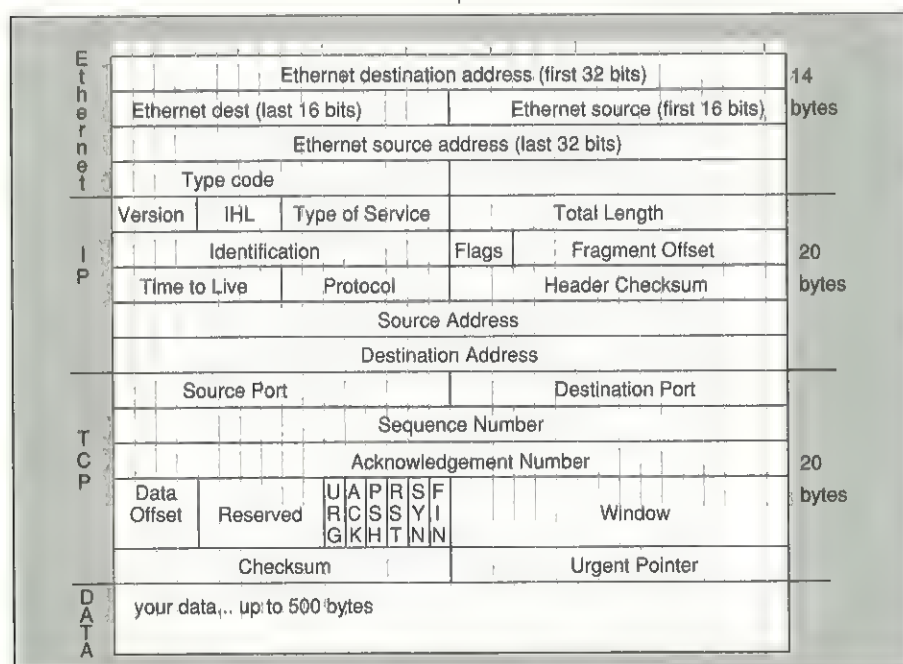 Ethernet
Ethernet destination address (first 32 bits)
14
bytes
Ethernet dest (last 16 bits)
Ethernet source (first 16 bits)
Ethernet source address (last 32 bits)
Type code
IP
Version
IHL
Type of Service
Total Length
Identification
Flags
Fragment Offset
20
bytes
Time to Live
Protocol
Header Checksum
Source Address
Destination Address
TCP
Source Port
Destination Port
Sequence Number
Acknowledgement Number
20
bytes
Data
Offset
Reserved
URG
ACK
PSH
RST
SYN
FIN
Window
Checksum
Urgent Pointer
DATA
your data... up to 500 bytes